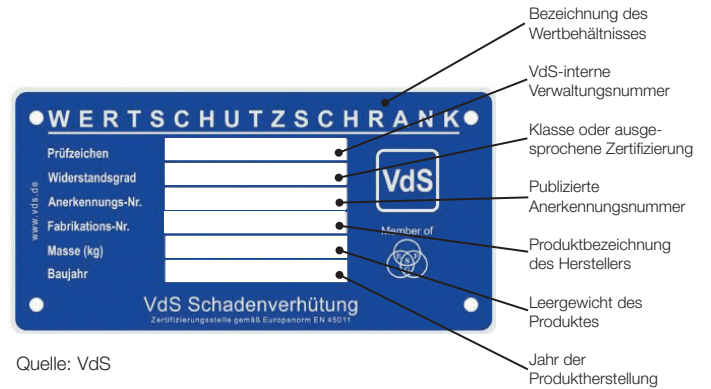 Bezeichnung des
Wertbehältnisses
VdS-interne
Verwaltungsnummer
Klasse oder ausge-
sprochene Zertifizierung
Publizierte
Anerkennungsnummer
Produktbezeichnung
des Herstellers
Leergewicht des
Produktes
Jahr der
Produktherstellung
WERTSCHUTZSCHRANK
Prüfzeichen
Widerstandsgrad
Anerkennungs-Nr.
Fabrikations-Nr.
Masse (kg)
Baujahr
www.vds.de
VdS
Member of
VdS Schadenverhütung
Zertifizierungsstelle gemäß Europanorm EN 45011
Quelle: VdS